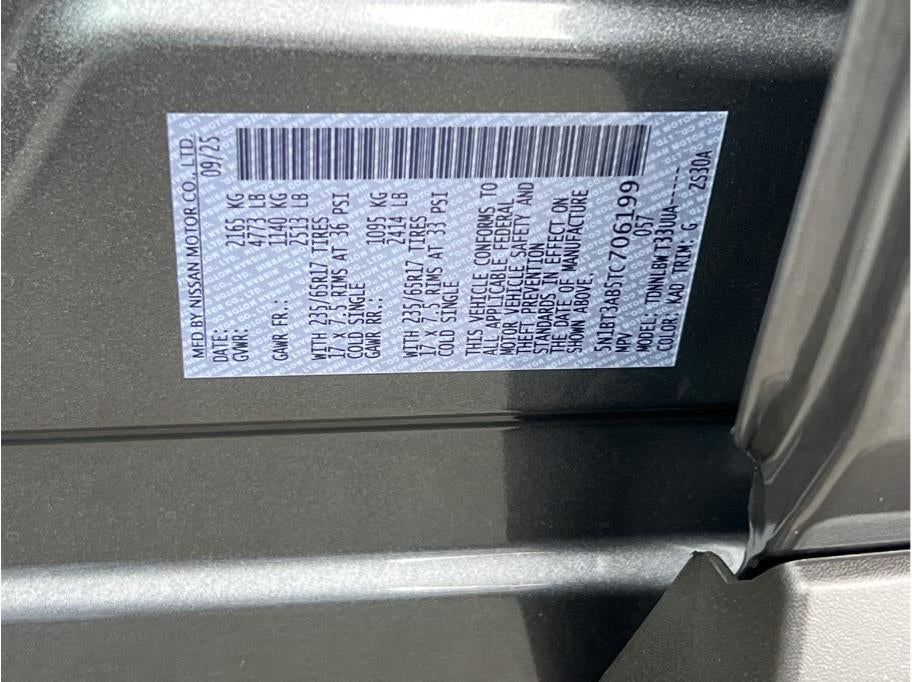 MFD BY NISSAN MOTOR CO., LTD.
DATE: 09/25
GVWR: 2165 KG
4773 LB
GAWR FR.: 1140 KG
2513 LB
WITH 235/65R17 TIRES
17 X 7.5 RIMS AT 36 PSI
COLD SINGLE
GAWR RR.: 1095 KG
2414 LB
WITH 235/65R17 TIRES
17 X 7.5 RIMS AT 33 PSI
COLD SINGLE
THIS VEHICLE CONFORMS TO
ALL APPLICABLE FEDERAL
MOTOR VEHICLE SAFETY AND
THEFT PREVENTION
STANDARDS IN EFFECT ON
THE DATE OF MANUFACTURE
SHOWN ABOVE.
5N1BT3AB5TC706199
MPV 057
MODEL: TDNNLBW T33UUA------
COLOR: KAD TRIM: G ZS30A